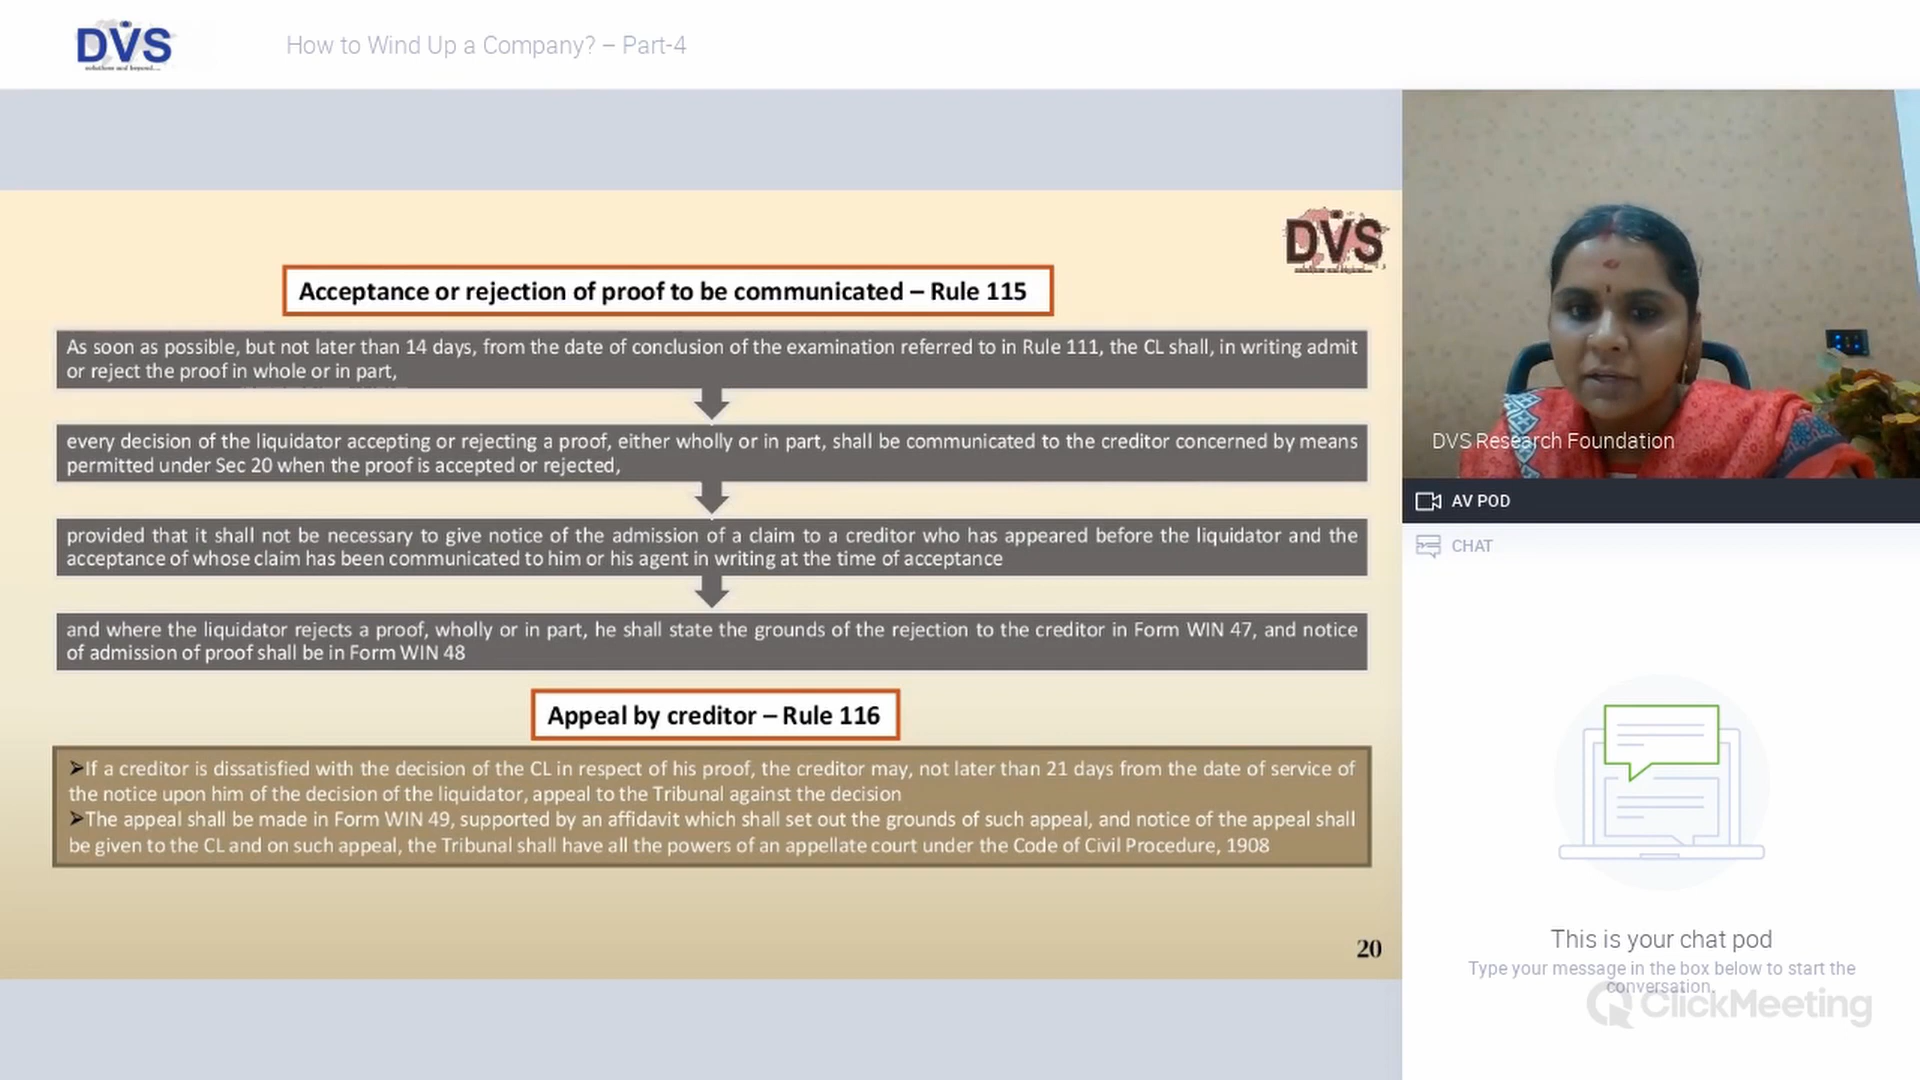 DVS
solutions and beyond...
How to Wind Up a Company? – Part-4
DVS
Acceptance or rejection of proof to be communicated – Rule 115
As soon as possible, but not later than 14 days, from the date of conclusion of the examination referred to in Rule 111, the CL shall, in writing admit
or reject the proof in whole or in part,
every decision of the liquidator accepting or rejecting a proof, either wholly or in part, shall be communicated to the creditor concerned by means
permitted under Sec 20 when the proof is accepted or rejected,
provided that it shall not be necessary to give notice of the admission of a claim to a creditor who has appeared before the liquidator and the
acceptance of whose claim has been communicated to him or his agent in writing at the time of acceptance
and where the liquidator rejects a proof, wholly or in part, he shall state the grounds of the rejection to the creditor in Form WIN 47, and notice
of admission of proof shall be in Form WIN 48
Appeal by creditor – Rule 116
➢If a creditor is dissatisfied with the decision of the CL in respect of his proof, the creditor may, not later than 21 days from the date of service of
the notice upon him of the decision of the liquidator, appeal to the Tribunal against the decision
➢The appeal shall be made in Form WIN 49, supported by an affidavit which shall set out the grounds of such appeal, and notice of the appeal shall
be given to the CL and on such appeal, the Tribunal shall have all the powers of an appellate court under the Code of Civil Procedure, 1908
20
DVS Research Foundation
AV POD
CHAT
This is your chat pod
Type your message in the box below to start the
conversation.
ClickMeeting